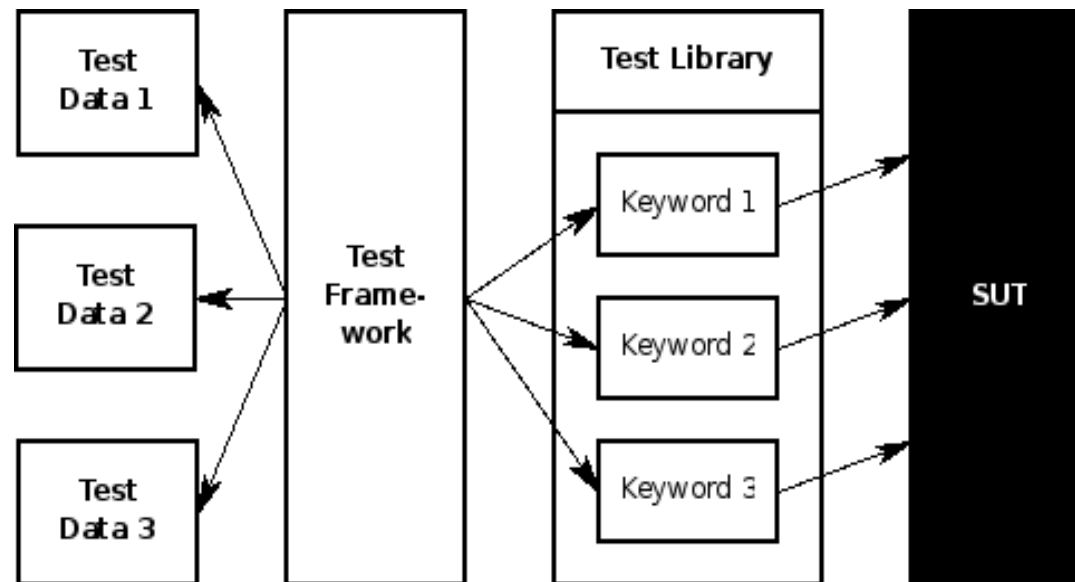 Test
Data 1
Test
Data 2
Test
Data 3
Test
Frame-
work
Test Library
Keyword 1
Keyword 2
Keyword 3
SUT